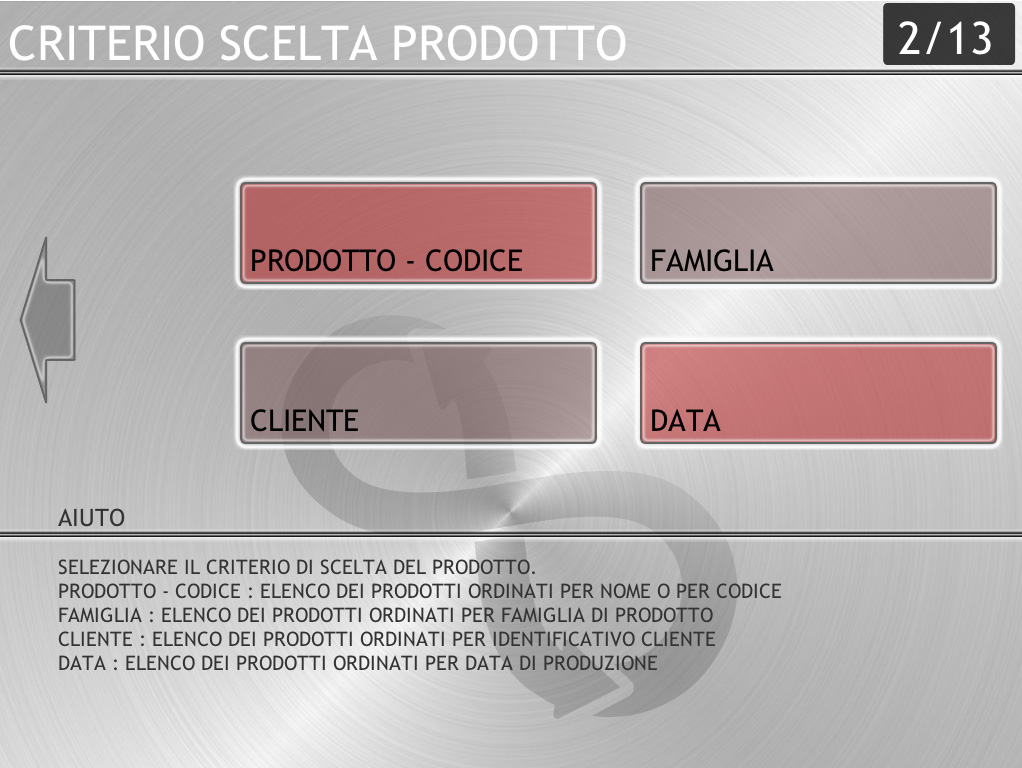 CRITERIO SCELTA PRODOTTO
2/13
PRODOTTO - CODICE
FAMIGLIA
CLIENTE
DATA
AIUTO
SELEZIONARE IL CRITERIO DI SCELTA DEL PRODOTTO.
PRODOTTO - CODICE : ELENCO DEI PRODOTTI ORDINATI PER NOME O PER CODICE
FAMIGLIA : ELENCO DEI PRODOTTI ORDINATI PER FAMIGLIA DI PRODOTTO
CLIENTE : ELENCO DEI PRODOTTI ORDINATI PER IDENTIFICATIVO CLIENTE
DATA : ELENCO DEI PRODOTTI ORDINATI PER DATA DI PRODUZIONE